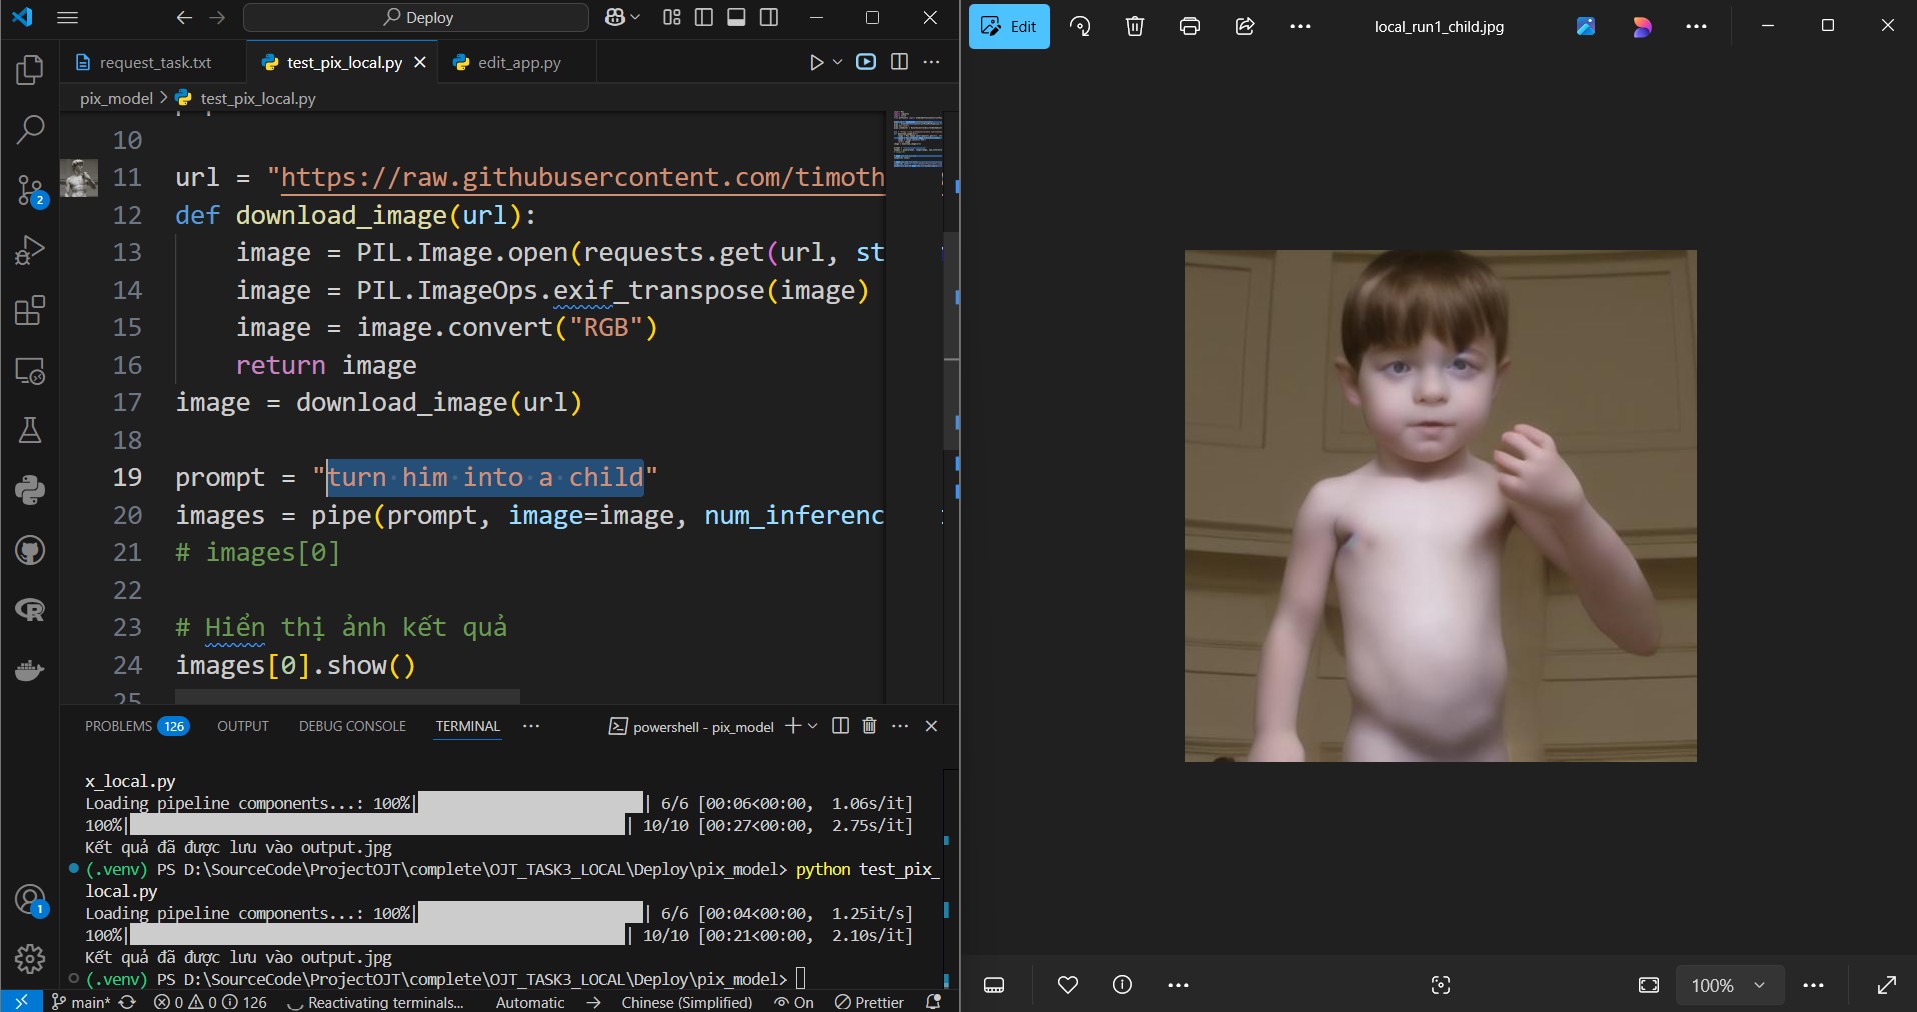 Deploy
request_task.txt
test_pix_local.py
edit_app.py
pix_model > test_pix_local.py
10
11 url = "https://raw.githubusercontent.com/timoth
12 def download_image(url):
13 image = PIL.Image.open(requests.get(url, st
14 image = PIL.ImageOps.exif_transpose(image)
15 image = image.convert("RGB")
16 return image
17 image = download_image(url)
18
19 prompt = "turn him into a child"
20 images = pipe(prompt, image=image, num_inferenc
21 # images[0]
22
23 # Hiển thị ảnh kết quả
24 images[0].show()
25
2
1
PROBLEMS 126 OUTPUT DEBUG CONSOLE TERMINAL powershell - pix_model
x_local.py
Loading pipeline components...: 100%| | 6/6 [00:06<00:00, 1.06s/it]
100%| | 10/10 [00:27<00:00, 2.75s/it]
Kết quả đã được lưu vào output.jpg
(.venv) PS D:\SourceCode\ProjectOJT\complete\OJT_TASK3_LOCAL\Deploy\pix_model> python test_pix_
local.py
Loading pipeline components...: 100%| | 6/6 [00:04<00:00, 1.25it/s]
100%| | 10/10 [00:21<00:00, 2.10s/it]
Kết quả đã được lưu vào output.jpg
(.venv) PS D:\SourceCode\ProjectOJT\complete\OJT_TASK3_LOCAL\Deploy\pix_model>
main* 0 0 126 Reactivating terminals... Automatic Chinese (Simplified) On Prettier
Edit
local_run1_child.jpg
100%